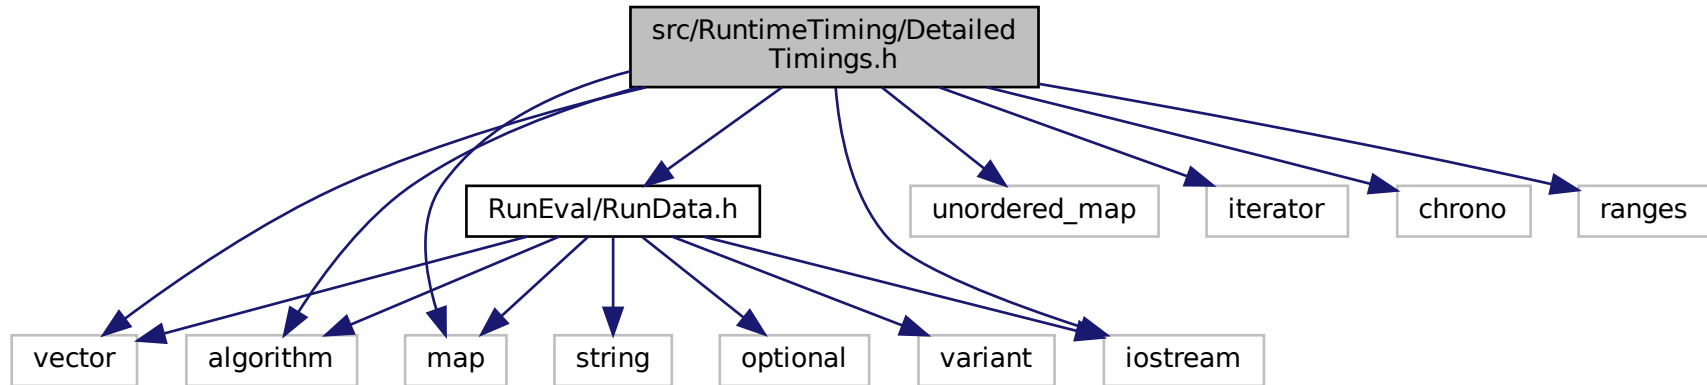 src/RuntimeTiming/Detailed
Timings.h
RunEval/RunData.h
unordered_map
iterator
chrono
ranges
vector
algorithm
map
string
optional
variant
iostream